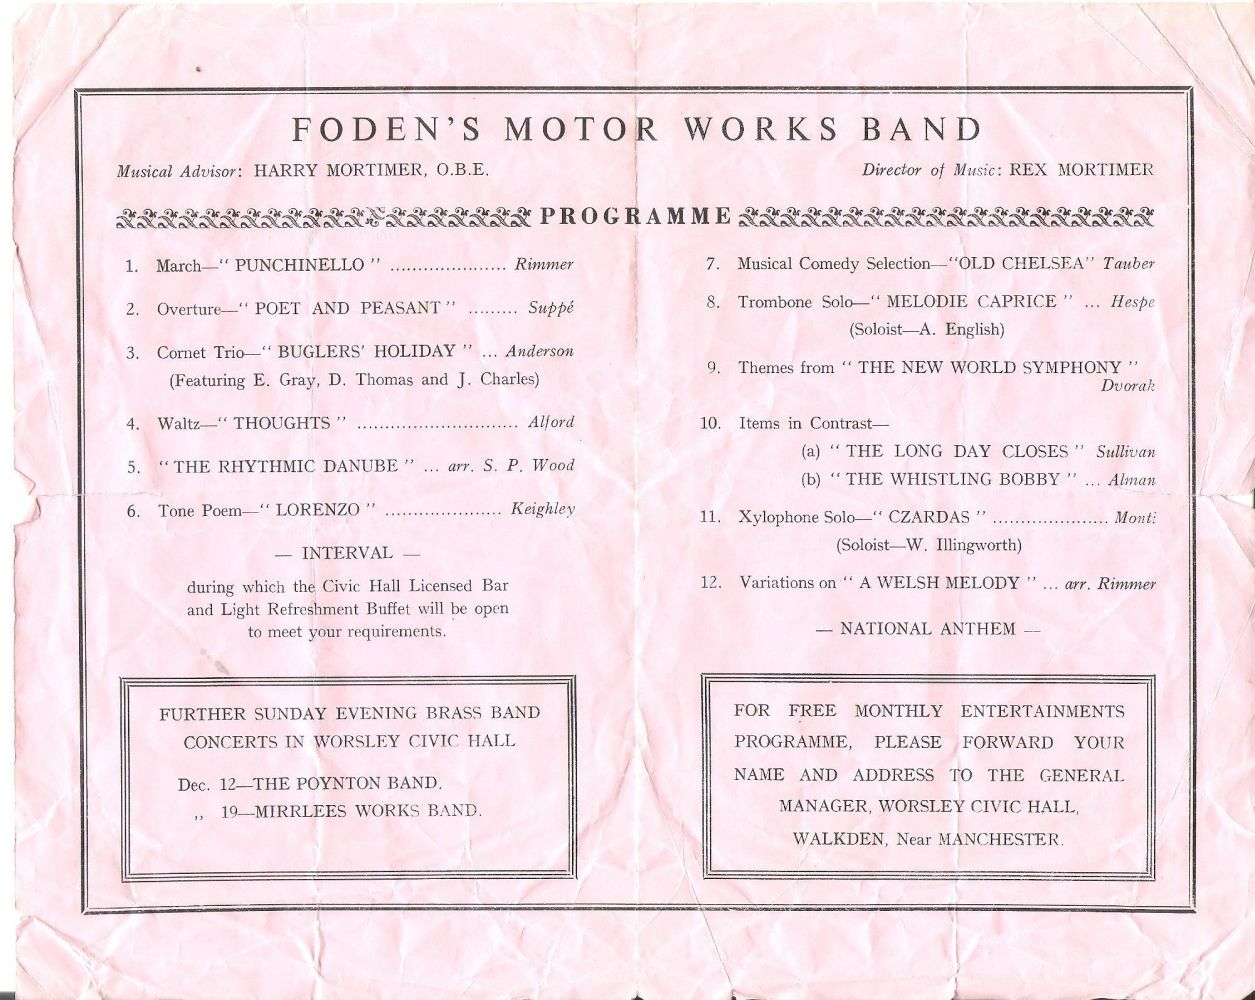 FODEN'S MOTOR WORKS BAND
Musical Advisor: HARRY MORTIMER, O.B.E.
Director of Music: REX MORTIMER
PROGRAMME
1. March—“ PUNCHINELLO ” ..................... Rimmer
2. Overture—“ POET AND PEASANT ” ......... Suppé
3. Cornet Trio—“ BUGLERS' HOLIDAY ” ... Anderson
(Featuring E. Gray, D. Thomas and J. Charles)
4. Waltz—“ THOUGHTS ” ............................. Alford
5. “ THE RHYTHMIC DANUBE ” ... arr. S. P. Wood
6. Tone Poem—“ LORENZO ” ..................... Keighley
— INTERVAL —
during which the Civic Hall Licensed Bar
and Light Refreshment Buffet will be open
to meet your requirements.
FURTHER SUNDAY EVENING BRASS BAND
CONCERTS IN WORSLEY CIVIC HALL
Dec. 12—THE POYNTON BAND.
,, 19—MIRRLEES WORKS BAND.
7. Musical Comedy Selection—“OLD CHELSEA” Tauber
8. Trombone Solo—“ MELODIE CAPRICE ” ... Hespe
(Soloist—A. English)
9. Themes from “ THE NEW WORLD SYMPHONY ”
Dvorak
10. Items in Contrast—
(a) “ THE LONG DAY CLOSES ” Sullivan
(b) “ THE WHISTLING BOBBY ” ... Alman
11. Xylophone Solo—“ CZARDAS ” ..................... Monti
(Soloist—W. Illingworth)
12. Variations on “ A WELSH MELODY ” ... arr. Rimmer
— NATIONAL ANTHEM —
FOR FREE MONTHLY ENTERTAINMENTS
PROGRAMME, PLEASE FORWARD YOUR
NAME AND ADDRESS TO THE GENERAL
MANAGER, WORSLEY CIVIC HALL,
WALKDEN, Near MANCHESTER.